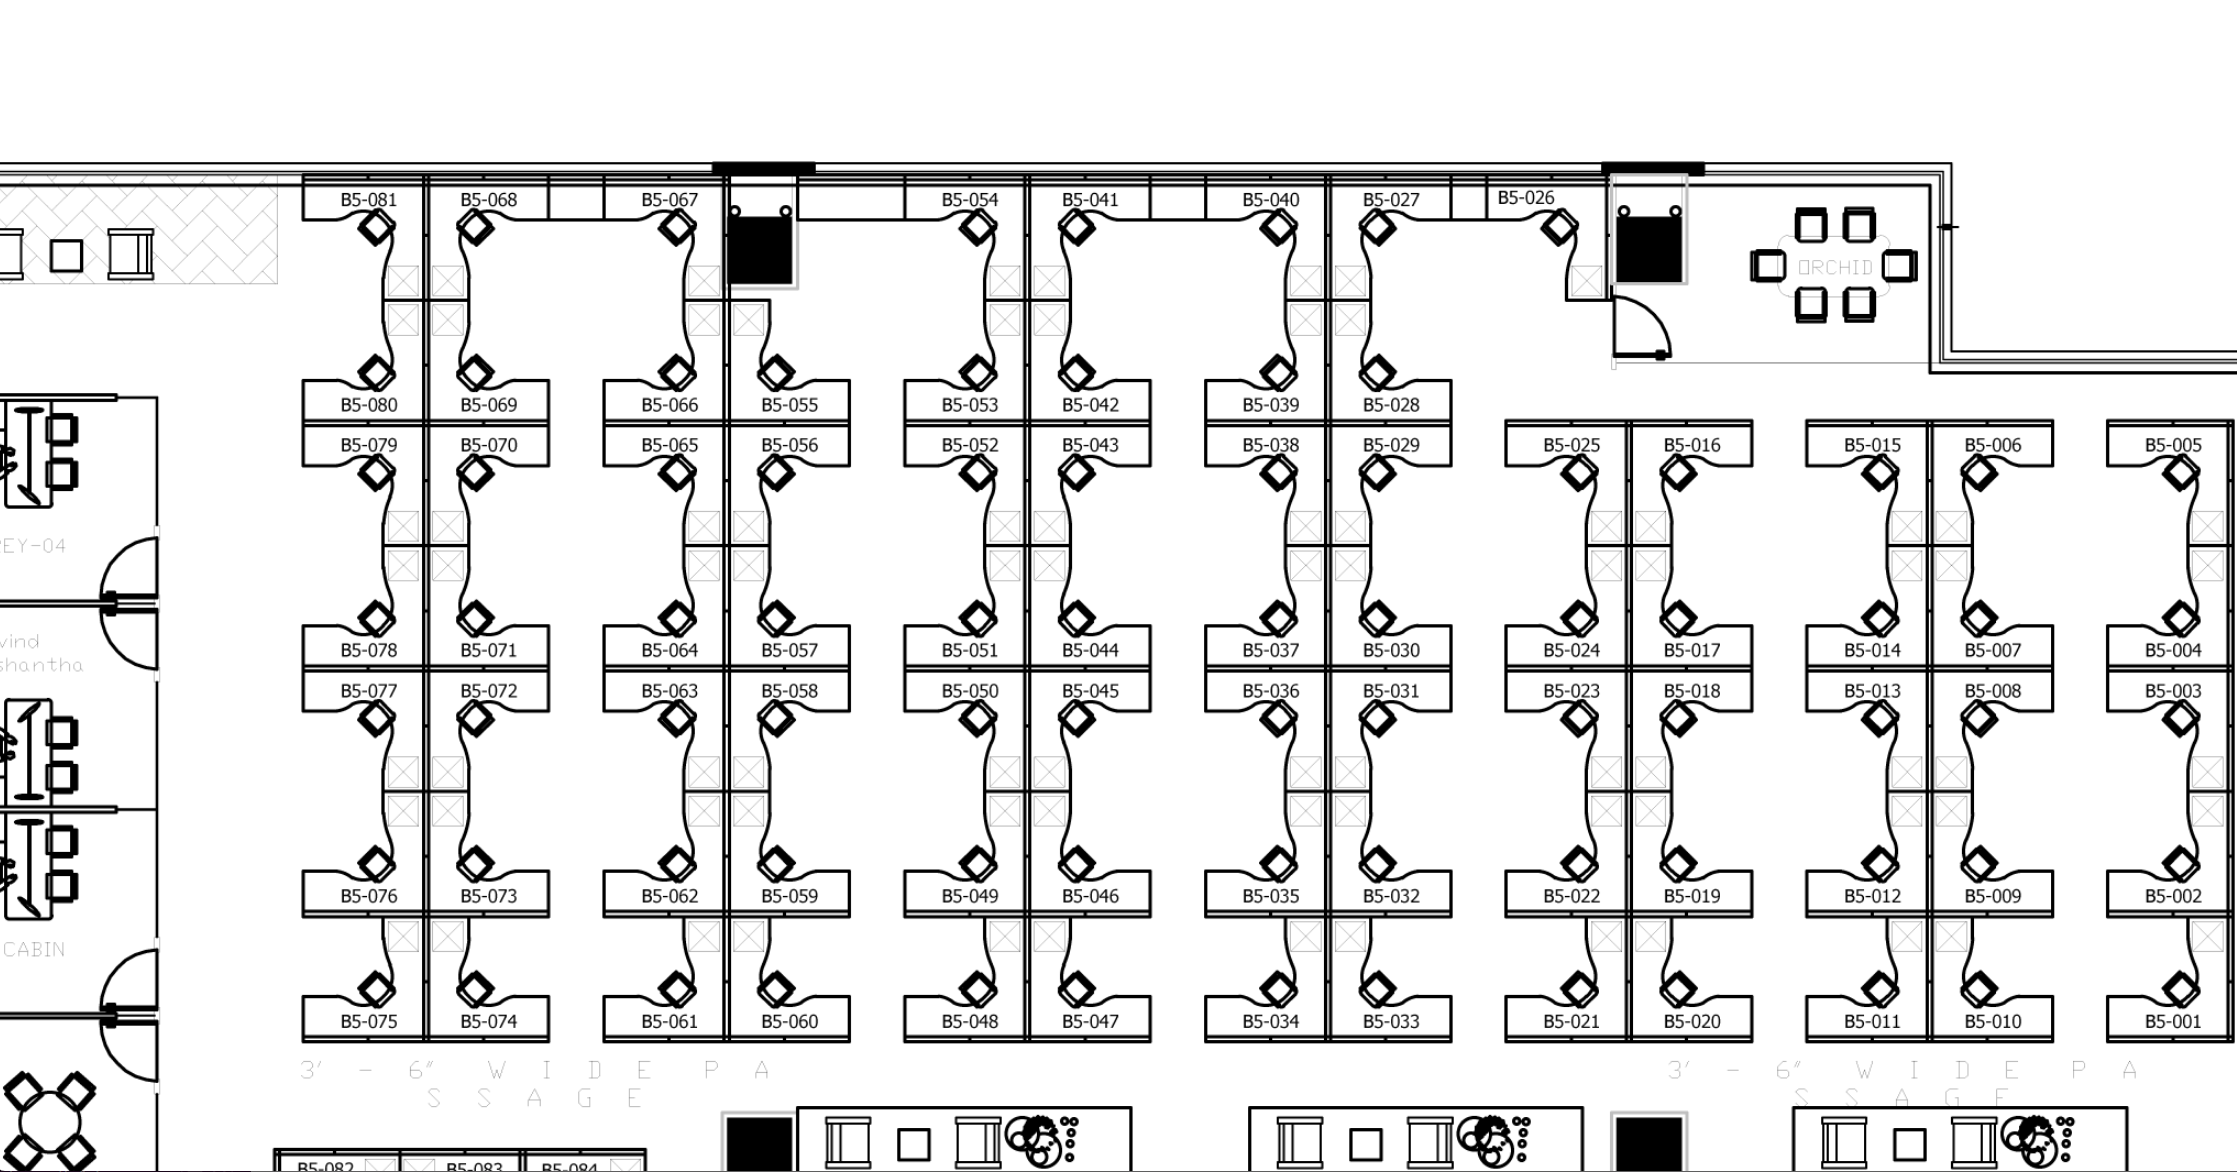 B5-081 B5-068 B5-067 B5-054 B5-041 B5-040 B5-027 B5-026
ORCHID
B5-080 B5-069 B5-066 B5-055 B5-053 B5-042 B5-039 B5-028
B5-079 B5-070 B5-065 B5-056 B5-052 B5-043 B5-038 B5-029 B5-025 B5-016 B5-015 B5-006 B5-005
EY-04
vind
shantha
B5-078 B5-071 B5-064 B5-057 B5-051 B5-044 B5-037 B5-030 B5-024 B5-017 B5-014 B5-007 B5-004
B5-077 B5-072 B5-063 B5-058 B5-050 B5-045 B5-036 B5-031 B5-023 B5-018 B5-013 B5-008 B5-003
B5-076 B5-073 B5-062 B5-059 B5-049 B5-046 B5-035 B5-032 B5-022 B5-019 B5-012 B5-009 B5-002
CABIN
B5-075 B5-074 B5-061 B5-060 B5-048 B5-047 B5-034 B5-033 B5-021 B5-020 B5-011 B5-010 B5-001
3' - 6" W I D E P A
S S A G E
3' - 6" W I D E P A
S S A G E
B5-082 B5-083 B5-084